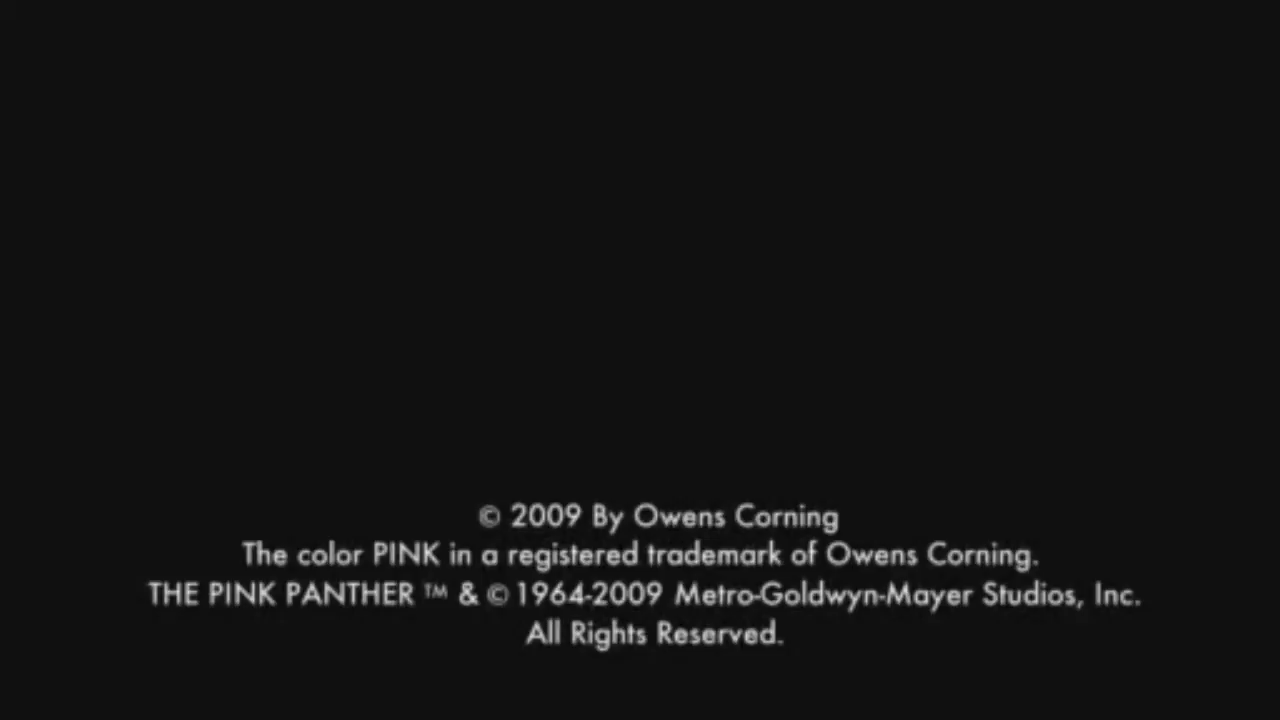 © 2009 By Owens Corning
The color PINK in a registered trademark of Owens Corning.
THE PINK PANTHER ™ & © 1964-2009 Metro-Goldwyn-Mayer Studios, Inc.
All Rights Reserved.